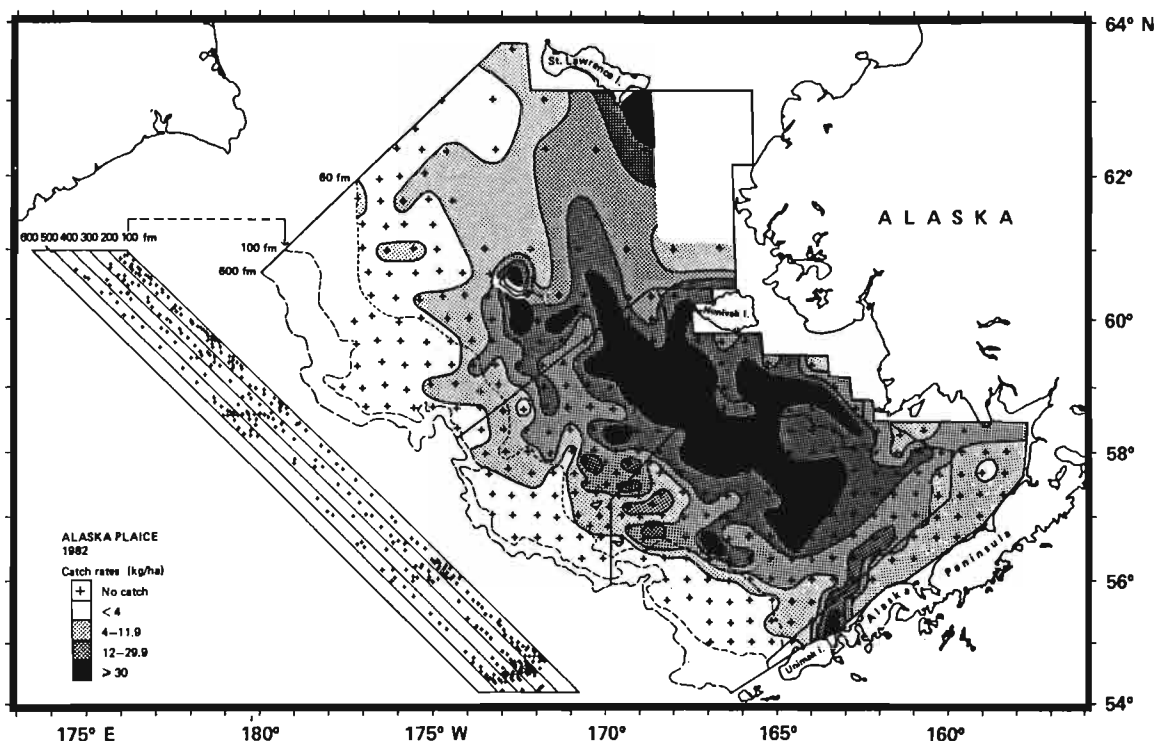 64° N
St. Lawrence I.
60 fm
62°
ALASKA
600 500 400 300 200 100 fm
100 fm
600 fm
Nunivak I.
60°
58°
ALASKA PLAICE
1982
Catch rates (kg/ha)
+ No catch
< 4
4–11.9
12–29.9
≥ 30
Alaska Peninsula
56°
Unimak I.
54°
175° E 180° 175° W 170° 165° 160°